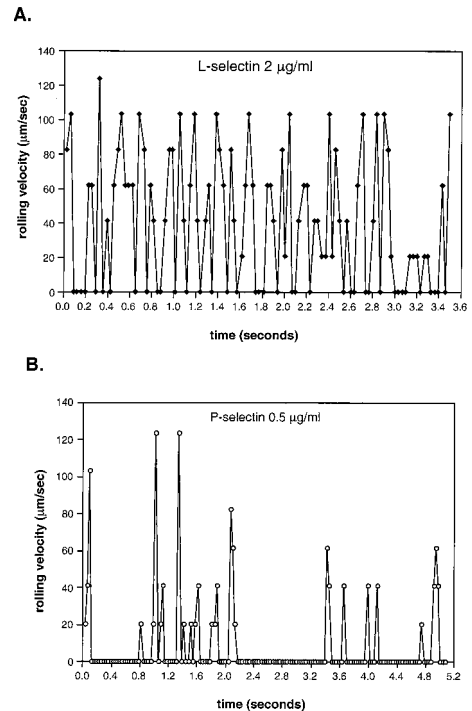 A.
L-selectin 2 µg/ml
140
120
100
80
60
40
20
0
rolling velocity (µm/sec)
0.0 0.2 0.4 0.6 0.8 1.0 1.2 1.4 1.6 1.8 2.0 2.2 2.4 2.6 2.8 3.0 3.2 3.4 3.6
time (seconds)
B.
P-selectin 0.5 µg/ml
140
120
100
80
60
40
20
0
rolling velocity (µm/sec)
0.0 0.4 0.8 1.2 1.6 2.0 2.4 2.8 3.2 3.6 4.0 4.4 4.8 5.2
time (seconds)